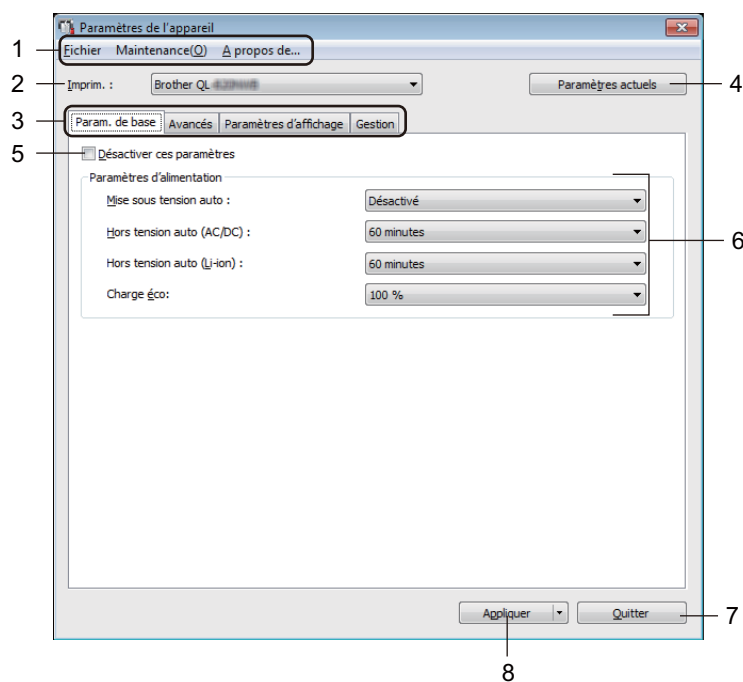 Paramètres de l'appareil
1 Fichier Maintenance(O) A propos de...
2 Imprim. : Brother QL Paramètres actuels 4
3 Param. de base Avancés Paramètres d'affichage Gestion
5 Désactiver ces paramètres
Paramètres d'alimentation
Mise sous tension auto : Désactivé
Hors tension auto (AC/DC) : 60 minutes
6
Hors tension auto (Li-ion) : 60 minutes
Charge éco: 100 %
Appliquer Quitter 7
8